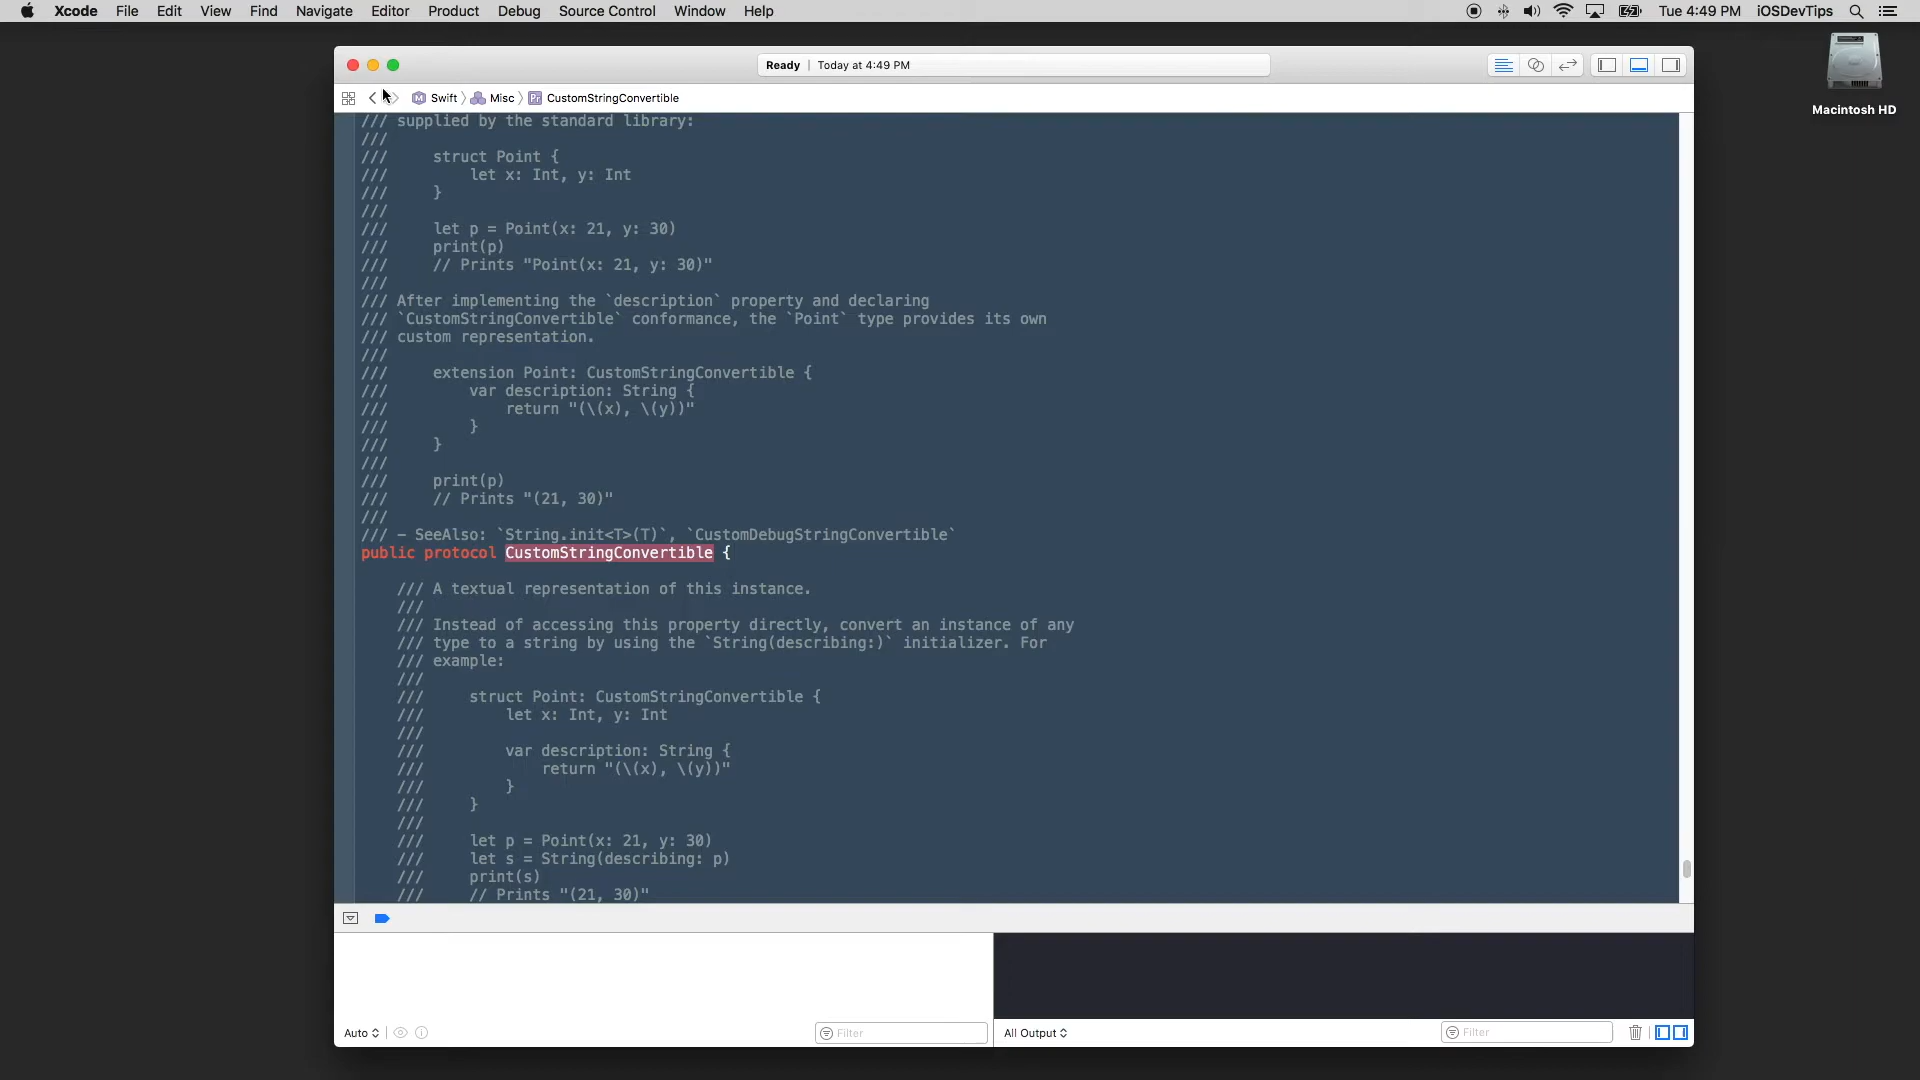 Xcode File Edit View Find Navigate Editor Product Debug Source Control Window Help Tue 4:49 PM iOSDevTips
Ready | Today at 4:49 PM
Macintosh HD
Swift Misc Pr CustomStringConvertible
/// supplied by the standard library:
///
///     struct Point {
///         let x: Int, y: Int
///     }
///
///     let p = Point(x: 21, y: 30)
///     print(p)
///     // Prints "Point(x: 21, y: 30)"
///
/// After implementing the `description` property and declaring
/// `CustomStringConvertible` conformance, the `Point` type provides its own
/// custom representation.
///
///     extension Point: CustomStringConvertible {
///         var description: String {
///             return "(\(x), \(y))"
///         }
///     }
///
///     print(p)
///     // Prints "(21, 30)"
///
/// – SeeAlso: `String.init<T>(T)`, `CustomDebugStringConvertible`
public protocol CustomStringConvertible {
    /// A textual representation of this instance.
    ///
    /// Instead of accessing this property directly, convert an instance of any
    /// type to a string by using the `String(describing:)` initializer. For
    /// example:
    ///
    ///     struct Point: CustomStringConvertible {
    ///         let x: Int, y: Int
    ///
    ///         var description: String {
    ///             return "(\(x), \(y))"
    ///         }
    ///     }
    ///
    ///     let p = Point(x: 21, y: 30)
    ///     let s = String(describing: p)
    ///     print(s)
    ///     // Prints "(21, 30)"
Auto Filter All Output Filter